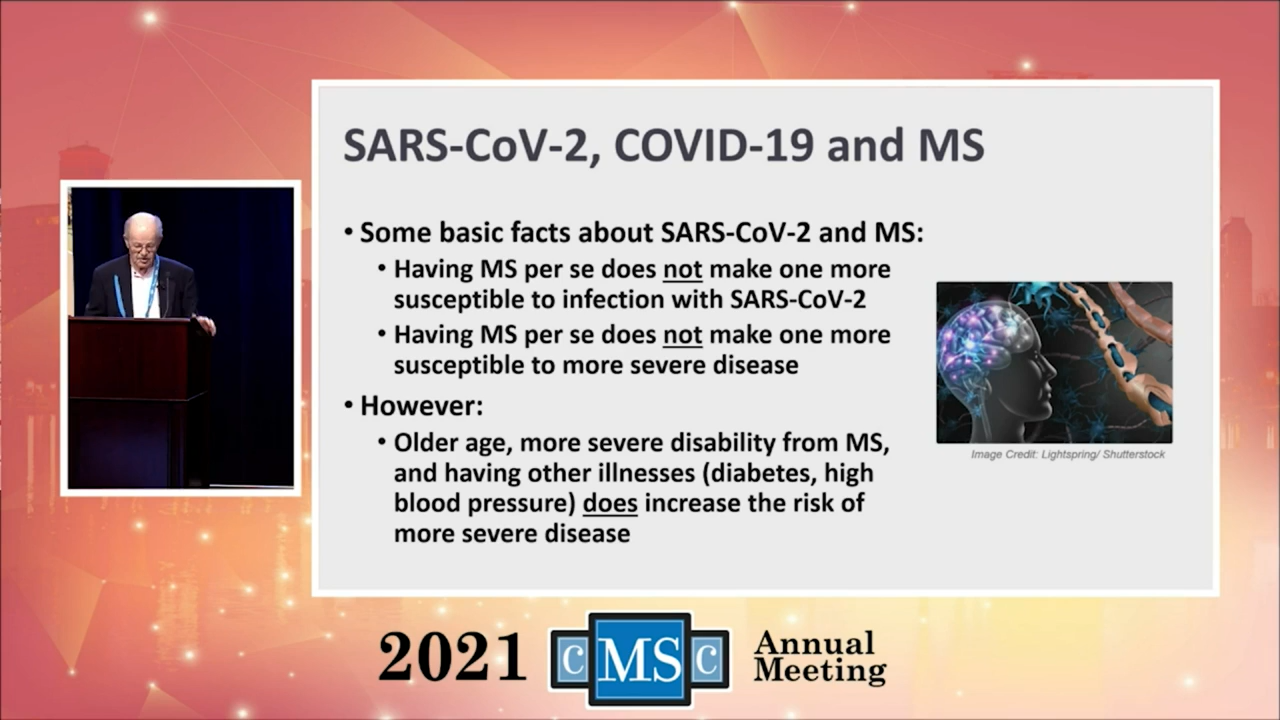 SARS-CoV-2, COVID-19 and MS
• Some basic facts about SARS-CoV-2 and MS:
• Having MS per se does not make one more
susceptible to infection with SARS-CoV-2
• Having MS per se does not make one more
susceptible to more severe disease
• However:
• Older age, more severe disability from MS,
and having other illnesses (diabetes, high
blood pressure) does increase the risk of
more severe disease
Image Credit: Lightspring/ Shutterstock
2021 CMSC Annual
Meeting